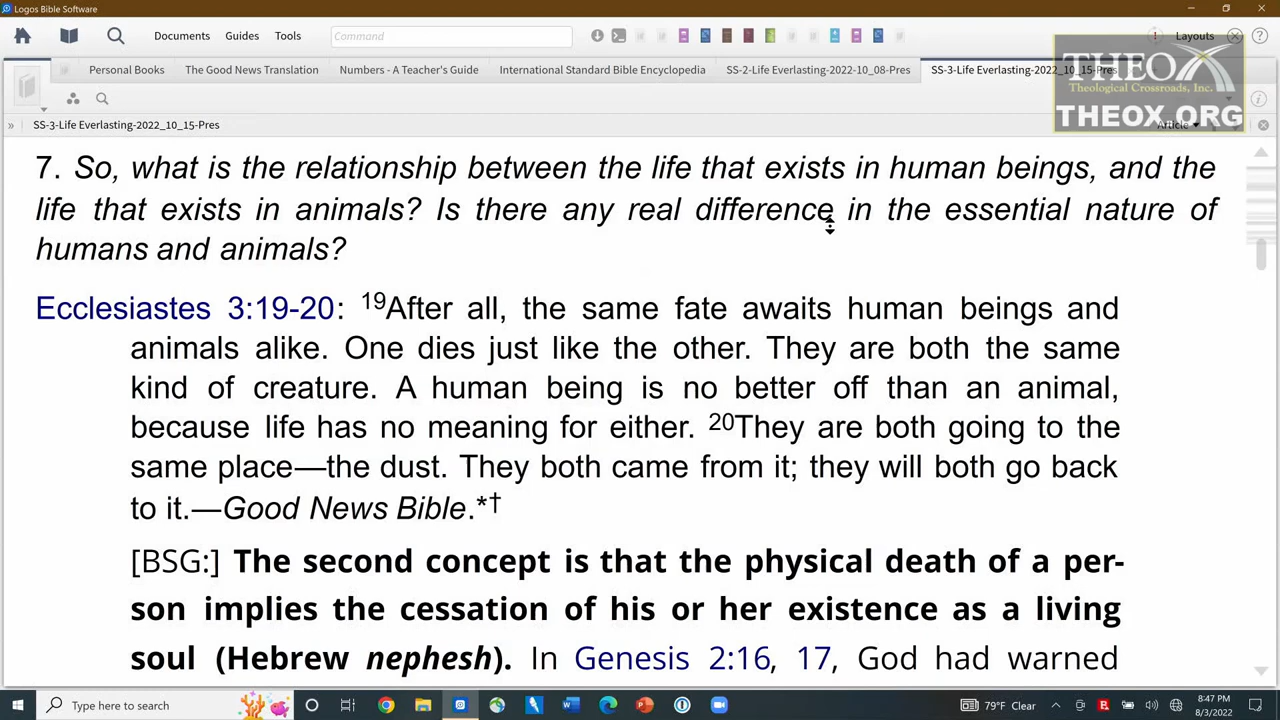 Logos Bible Software
Documents Guides Tools Command Layouts
Personal Books The Good News Translation International Standard Bible Encyclopedia SS-2-Life Everlasting-2022-10_08-Pres SS-3-Life Everlasting-2022_10_15-Pres
THEOX
Theological Crossroads, Inc.
THEOX.ORG
SS-3-Life Everlasting-2022_10_15-Pres Article
7. So, what is the relationship between the life that exists in human beings, and the
life that exists in animals? Is there any real difference in the essential nature of
humans and animals?
Ecclesiastes 3:19-20: 19After all, the same fate awaits human beings and
animals alike. One dies just like the other. They are both the same
kind of creature. A human being is no better off than an animal,
because life has no meaning for either. 20They are both going to the
same place—the dust. They both came from it; they will both go back
to it.—Good News Bible.*†
[BSG:] The second concept is that the physical death of a per-
son implies the cessation of his or her existence as a living
soul (Hebrew nephesh). In Genesis 2:16, 17, God had warned
Type here to search
79°F Clear
8:47 PM
8/3/2022